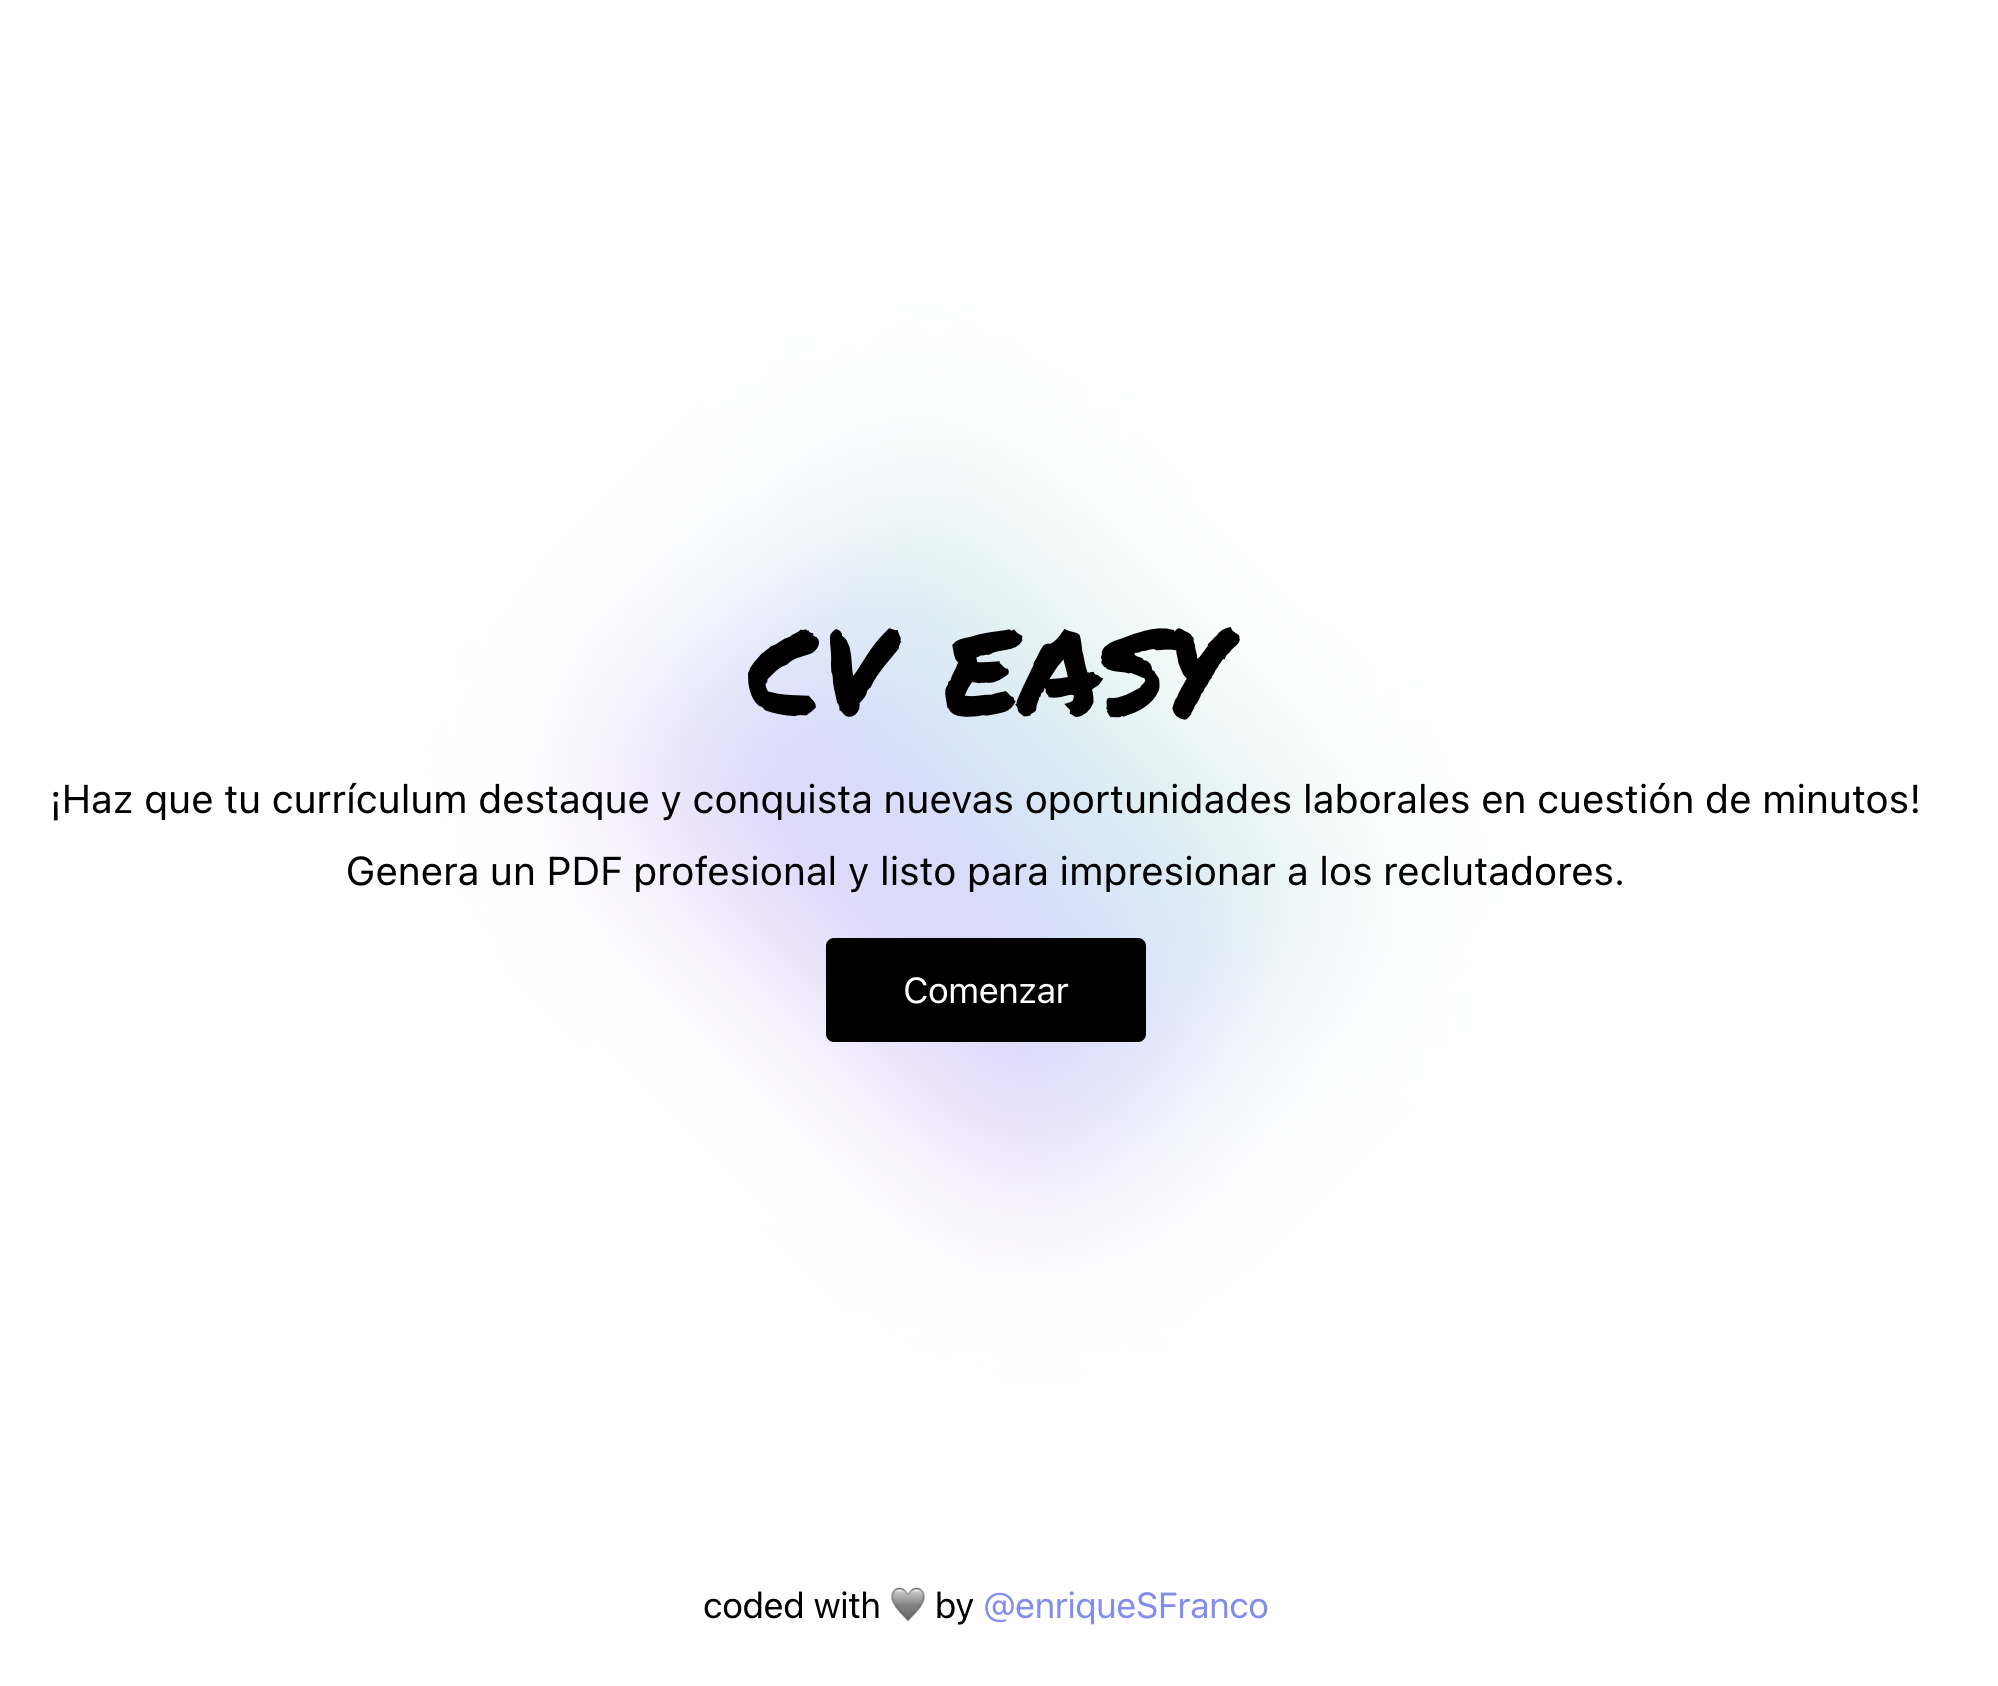 CV EASY
¡Haz que tu currículum destaque y conquista nuevas oportunidades laborales en cuestión de minutos!
Genera un PDF profesional y listo para impresionar a los reclutadores.
Comenzar
coded with 🩶 by @enriqueSFranco